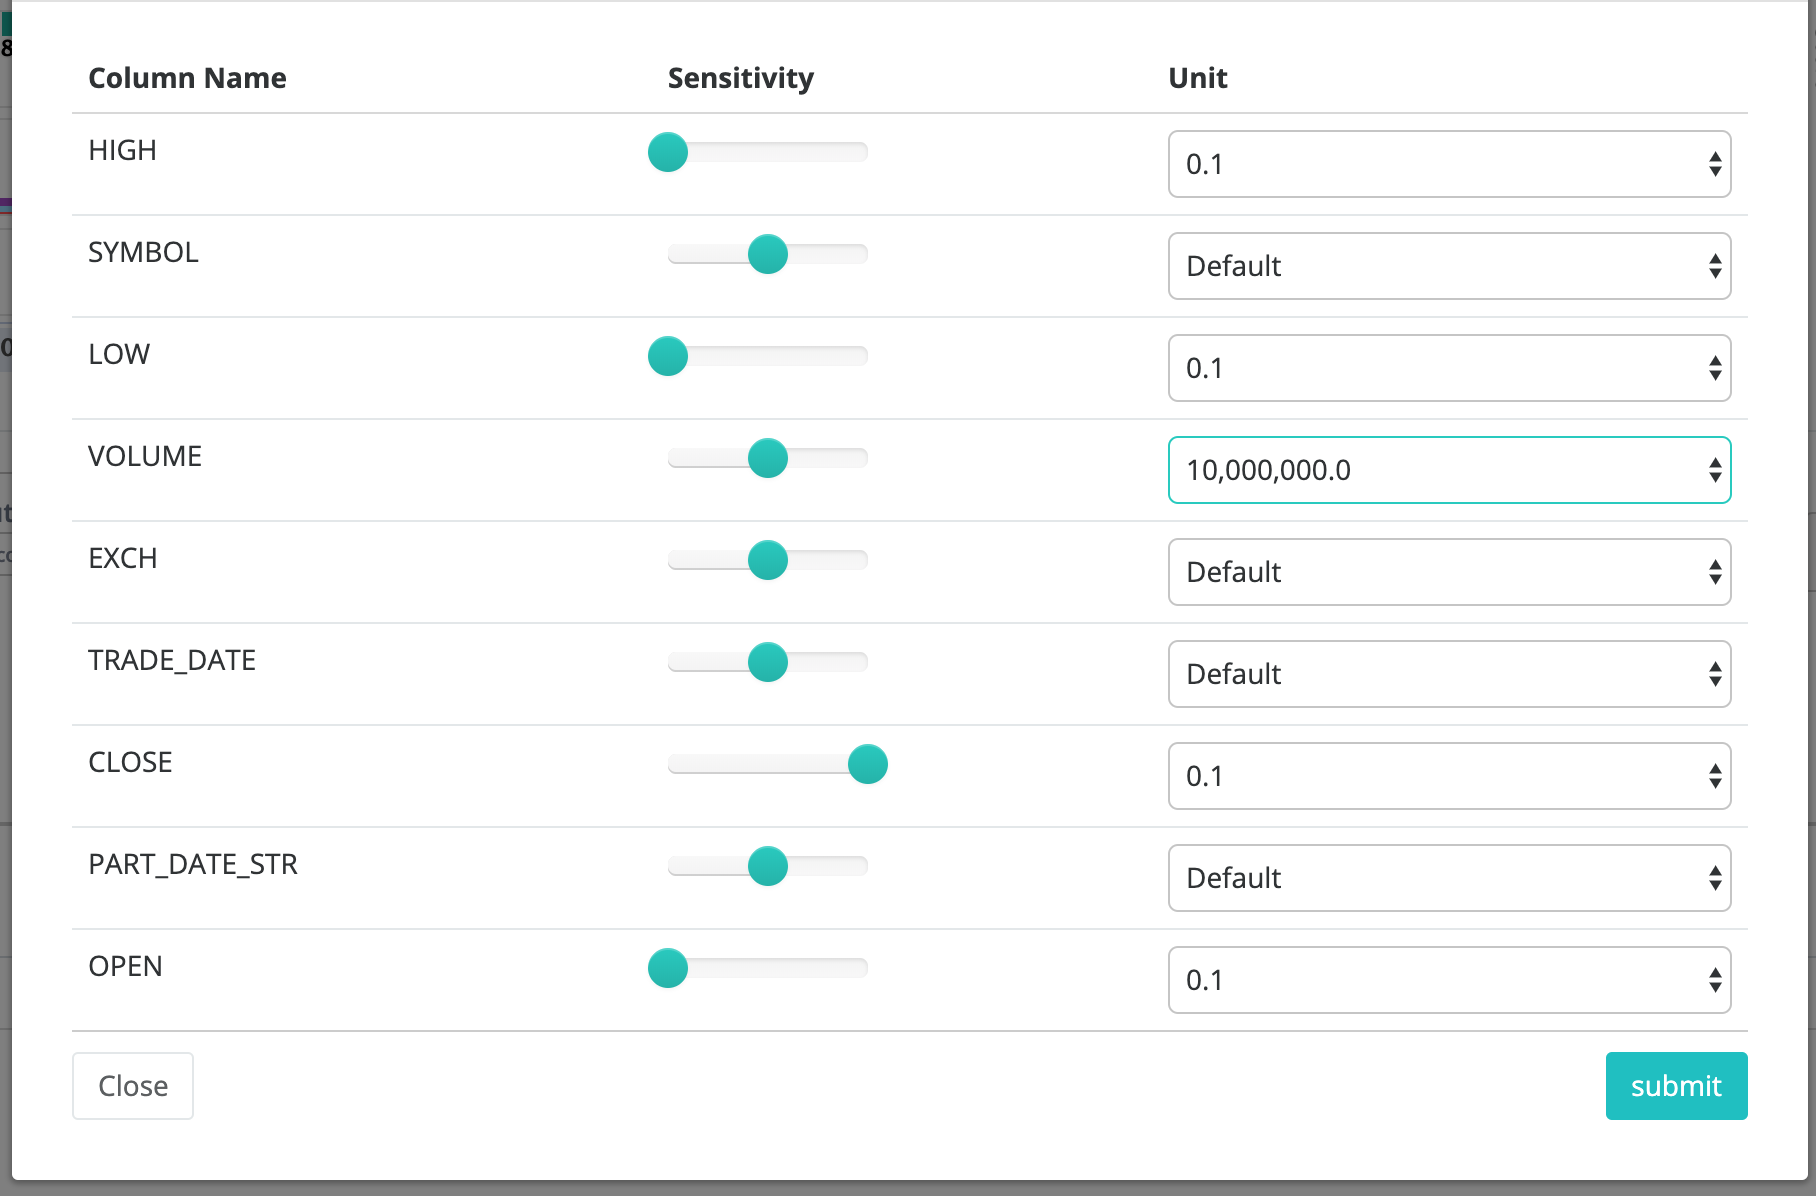 Column Name Sensitivity Unit
HIGH 0.1
SYMBOL Default
LOW 0.1
VOLUME 10,000,000.0
EXCH Default
TRADE_DATE Default
CLOSE 0.1
PART_DATE_STR Default
OPEN 0.1
Close submit